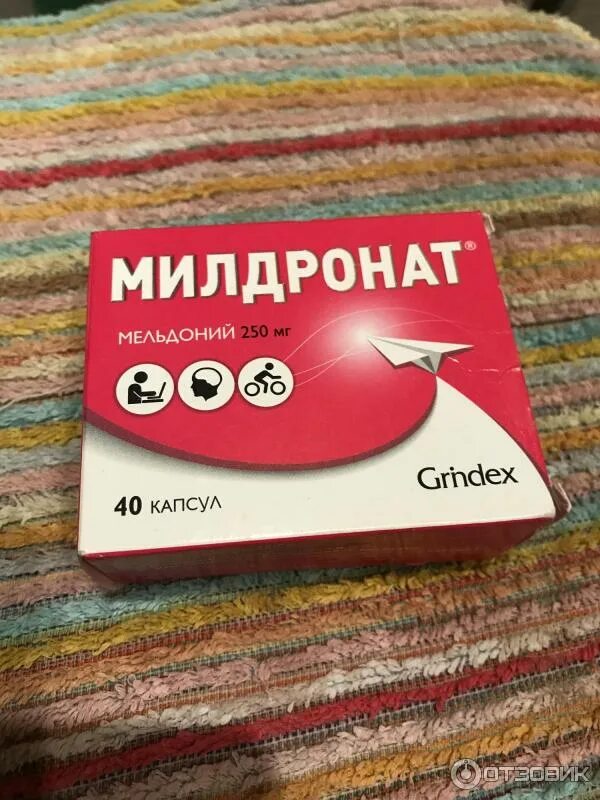 МИЛДРОНАТ®
МЕЛЬДОНИЙ 250 мг
40 КАПСУЛ
Grindex
ОТЗОВИК